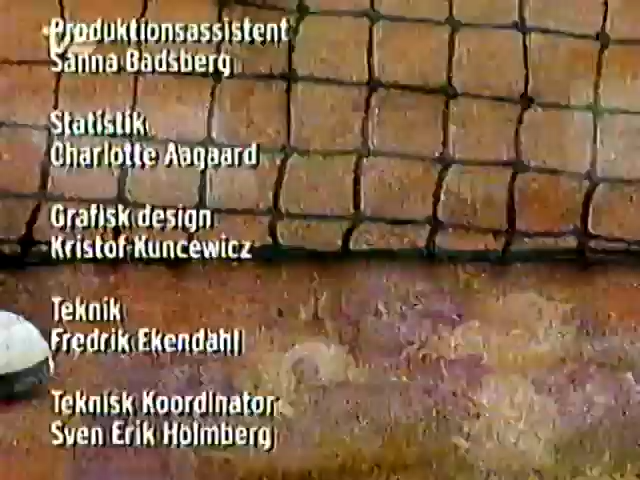 Produktionsassistent
Sanna Badsberg
Statistik
Charlotte Aagaard
Grafisk design
Kristof Kuncewicz
Teknik
Fredrik Ekendahl
Teknisk Koordinator
Sven Erik Holmberg